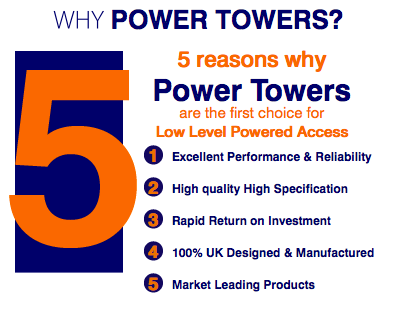 WHY POWER TOWERS?
5
5 reasons why
Power Towers
are the first choice for
Low Level Powered Access
1 Excellent Performance & Reliability
2 High quality High Specification
3 Rapid Return on Investment
4 100% UK Designed & Manufactured
5 Market Leading Products